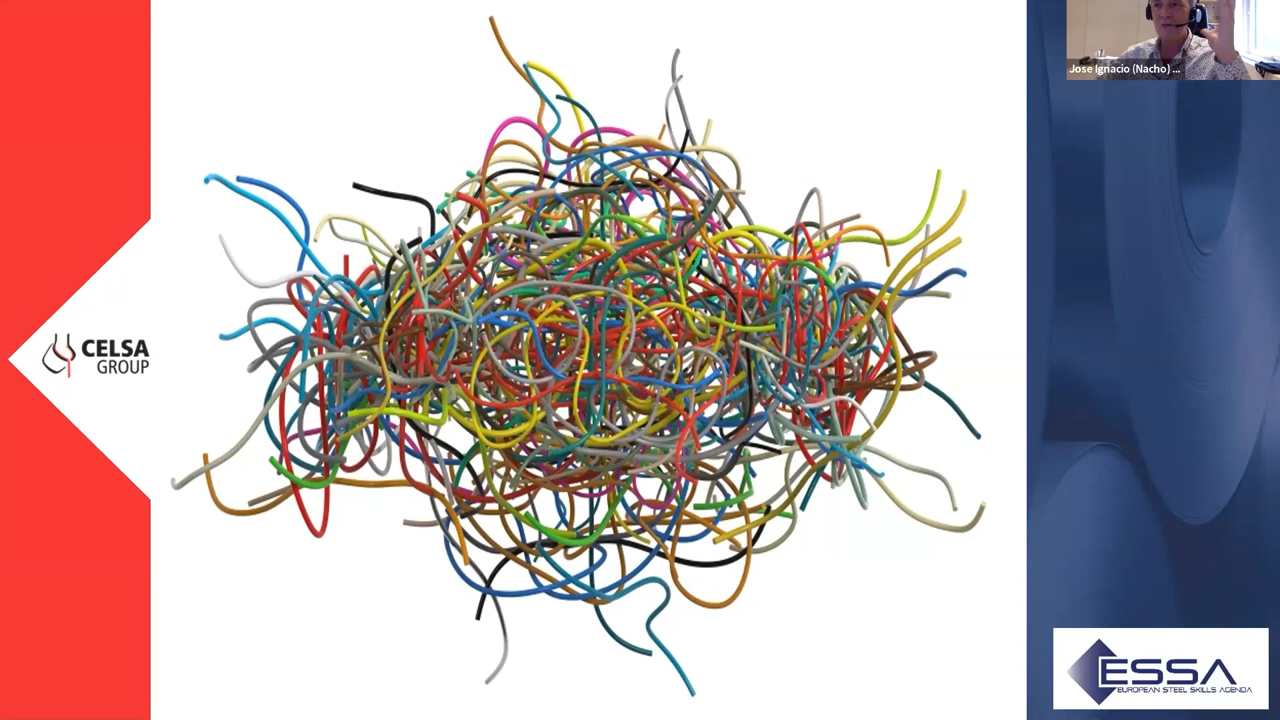 Jose Ignacio (Nacho) ...
CELSA
GROUP
ESSA
EUROPEAN STEEL SKILLS AGENDA